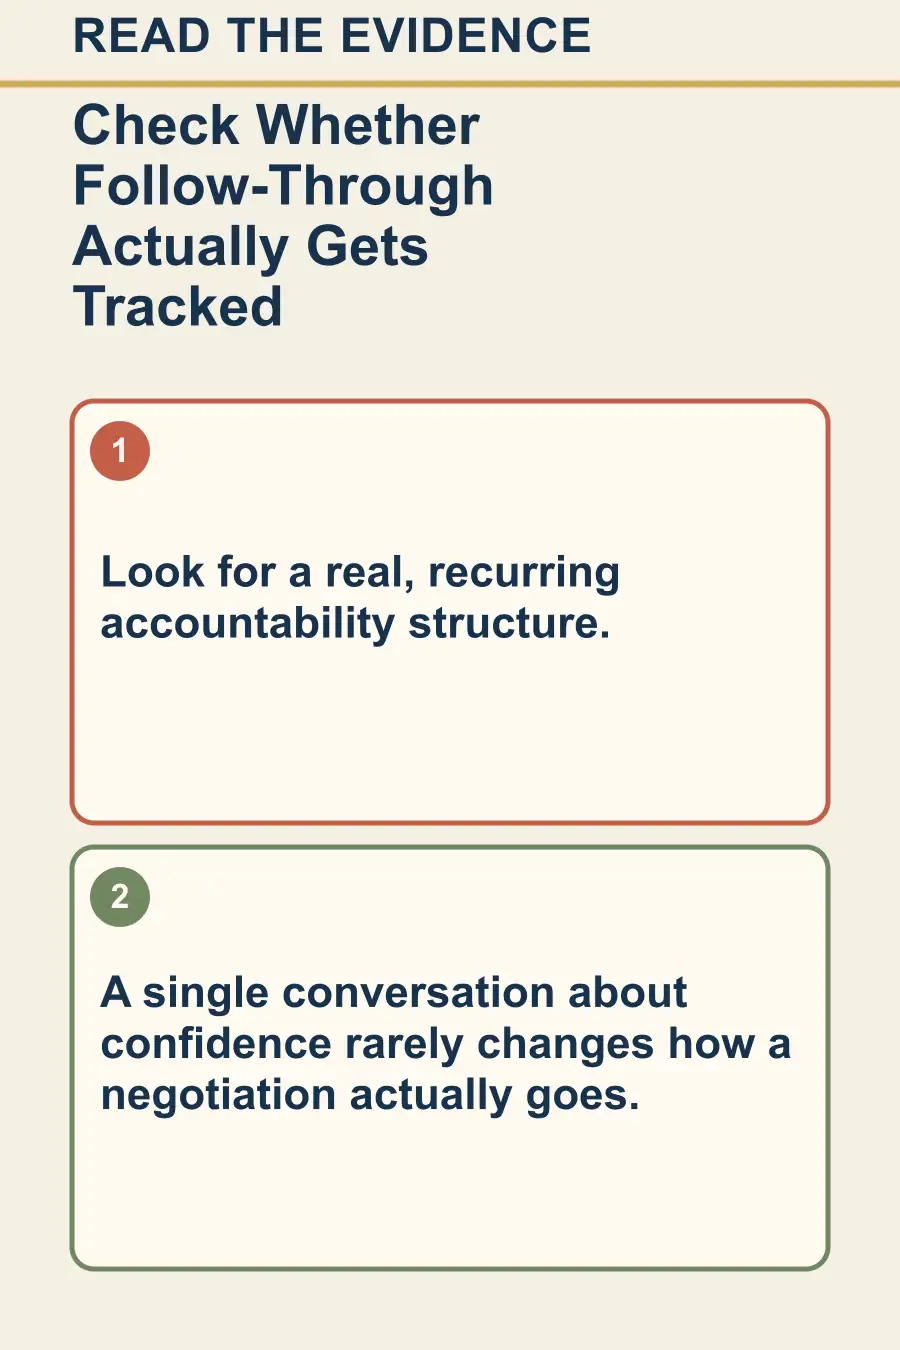 READ THE EVIDENCE
Check Whether
Follow-Through
Actually Gets
Tracked
1
Look for a real, recurring
accountability structure.
2
A single conversation about
confidence rarely changes how a
negotiation actually goes.